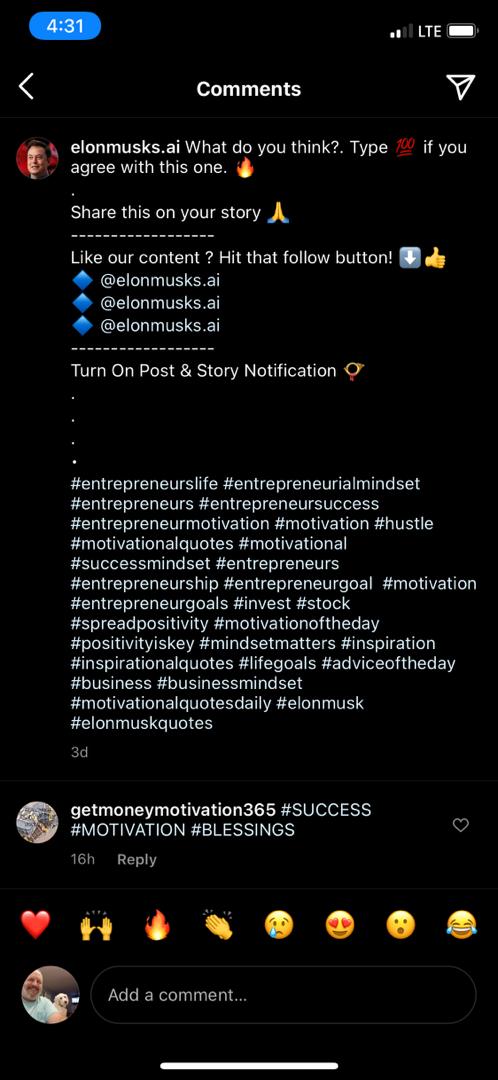 4:31
LTE
Comments
elonmusks.ai What do you think?. Type 💯 if you
agree with this one. 🔥
.
Share this on your story 🙏
------------------
Like our content ? Hit that follow button! ⬇️👍
🔷 @elonmusks.ai
🔷 @elonmusks.ai
🔷 @elonmusks.ai
------------------
Turn On Post & Story Notification 📯
.
.
.
•
#entrepreneurslife #entrepreneurialmindset
#entrepreneurs #entrepreneursuccess
#entrepreneurmotivation #motivation #hustle
#motivationalquotes #motivational
#successmindset #entrepreneurs
#entrepreneurship #entrepreneurgoal #motivation
#entrepreneurgoals #invest #stock
#spreadpositivity #motivationoftheday
#positivityiskey #mindsetmatters #inspiration
#inspirationalquotes #lifegoals #adviceoftheday
#business #businessmindset
#motivationalquotesdaily #elonmusk
#elonmuskquotes
3d
getmoneymotivation365 #SUCCESS
#MOTIVATION #BLESSINGS
16h Reply
❤️ 🙌 🔥 👏 😢 😍 😮 😂
Add a comment...